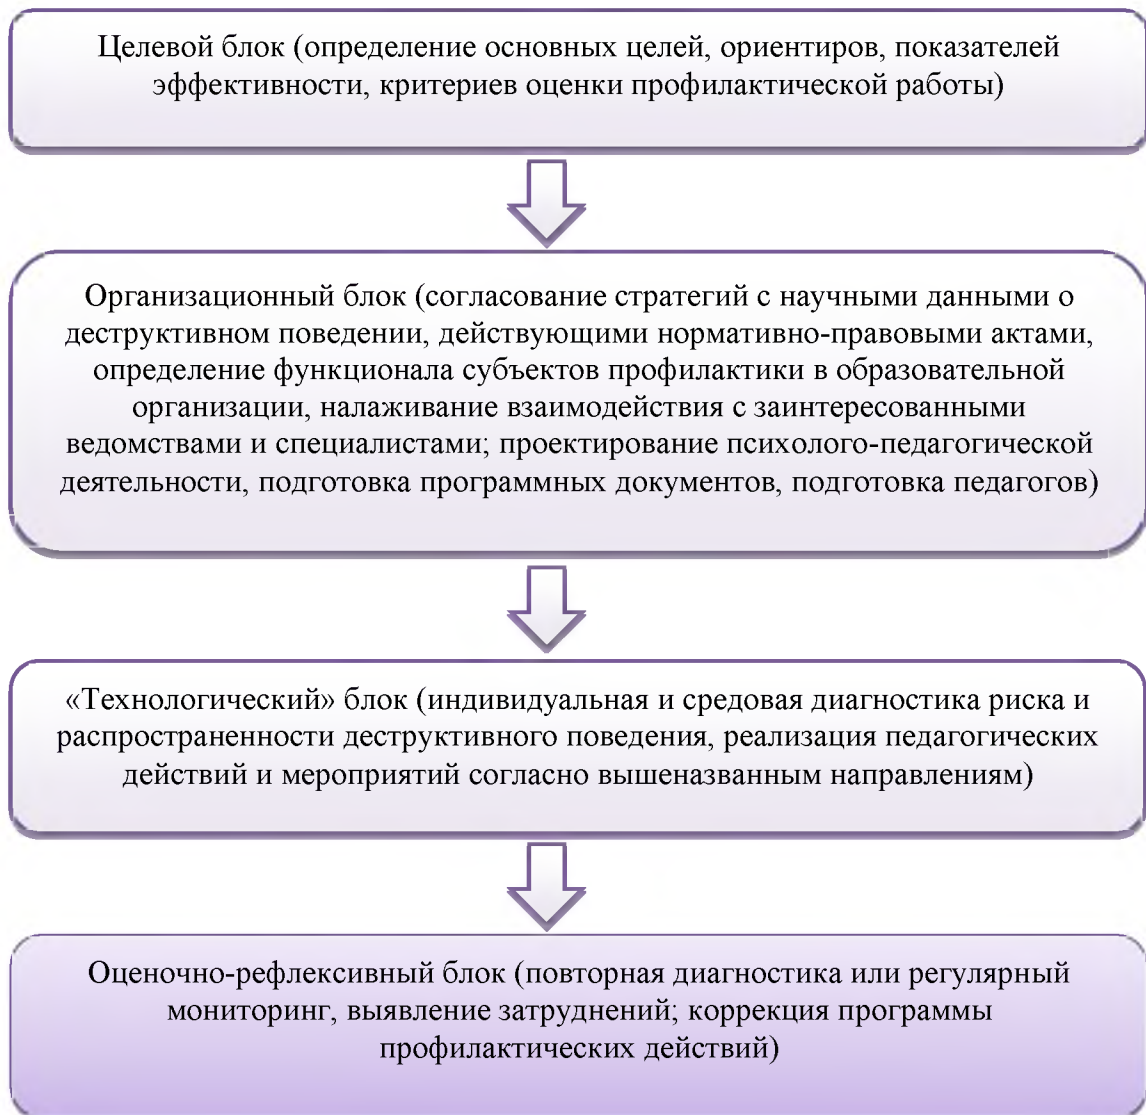 Целевой блок (определение основных целей, ориентиров, показателей
эффективности, критериев оценки профилактической работы)
Организационный блок (согласование стратегий с научными данными о
деструктивном поведении, действующими нормативно-правовыми актами,
определение функционала субъектов профилактики в образовательной
организации, налаживание взаимодействия с заинтересованными
ведомствами и специалистами; проектирование психолого-педагогической
деятельности, подготовка программных документов, подготовка педагогов)
«Технологический» блок (индивидуальная и средовая диагностика риска и
распространенности деструктивного поведения, реализация педагогических
действий и мероприятий согласно вышеназванным направлениям)
Оценочно-рефлексивный блок (повторная диагностика или регулярный
мониторинг, выявление затруднений; коррекция программы
профилактических действий)